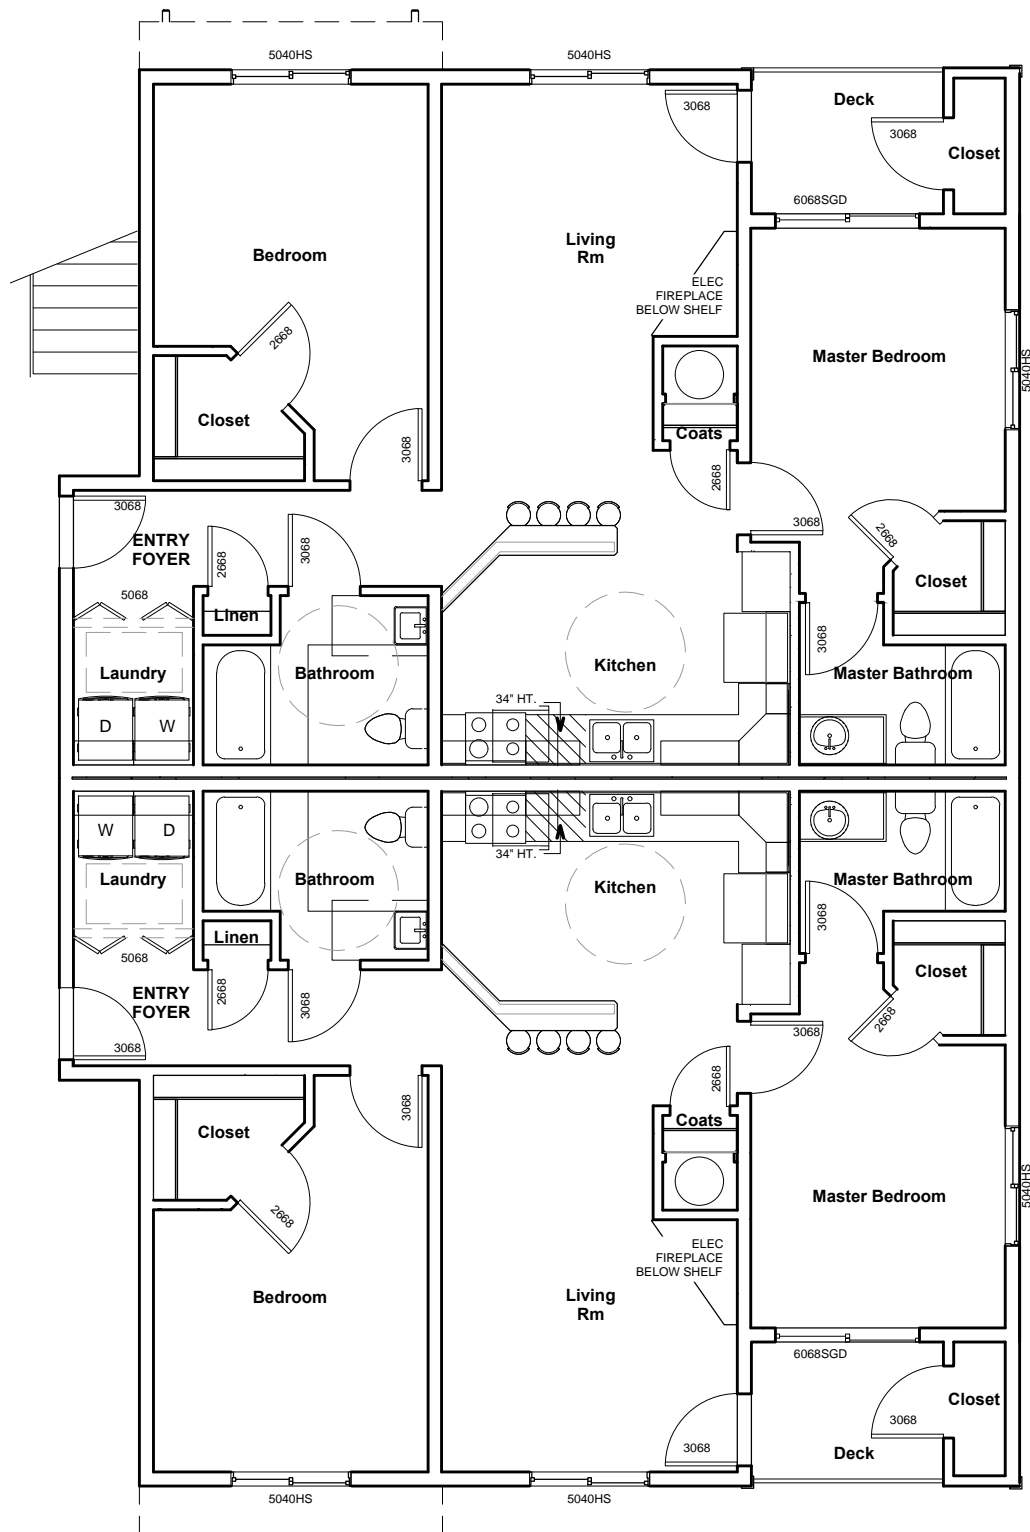 5040HS
5040HS
3068
Deck
3068
Closet
6068SGD
Bedroom
Living
Rm
ELEC
FIREPLACE
BELOW SHELF
2668
Master Bedroom
5040HS
Closet
3068
Coats
2668
3068
ENTRY
FOYER
2668
3068
3068
2668
5068
Linen
Closet
3068
Laundry
Bathroom
Kitchen
Master Bathroom
34" HT.
D
W
W
D
34" HT.
Laundry
Bathroom
Kitchen
Master Bathroom
3068
Linen
5068
Closet
ENTRY
FOYER
2668
3068
2668
3068
3068
2668
3068
Coats
Closet
2668
Master Bedroom
5040HS
ELEC
FIREPLACE
BELOW SHELF
Bedroom
Living
Rm
6068SGD
Closet
3068
3068
Deck
5040HS
5040HS